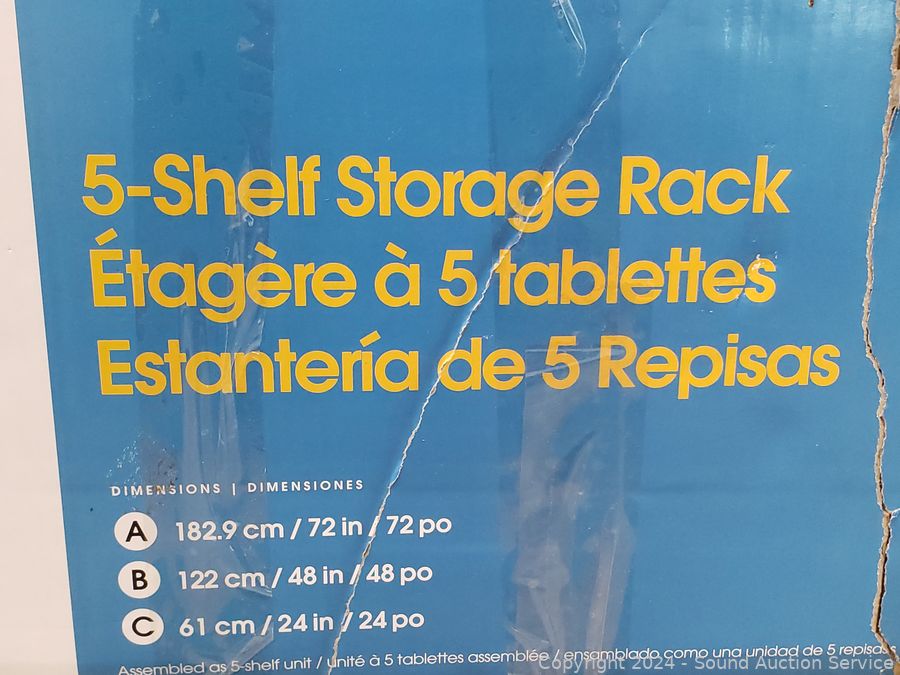 5-Shelf Storage Rack
Étagère à 5 tablettes
Estantería de 5 Repisas
DIMENSIONS | DIMENSIONES
A 182.9 cm / 72 in / 72 po
B 122 cm / 48 in / 48 po
C 61 cm / 24 in / 24 po
Assembled as 5-shelf unit / unité à 5 tablettes assemblée / ensamblado como una unidad de 5 repisas
Copyright 2024 - Sound Auction Service